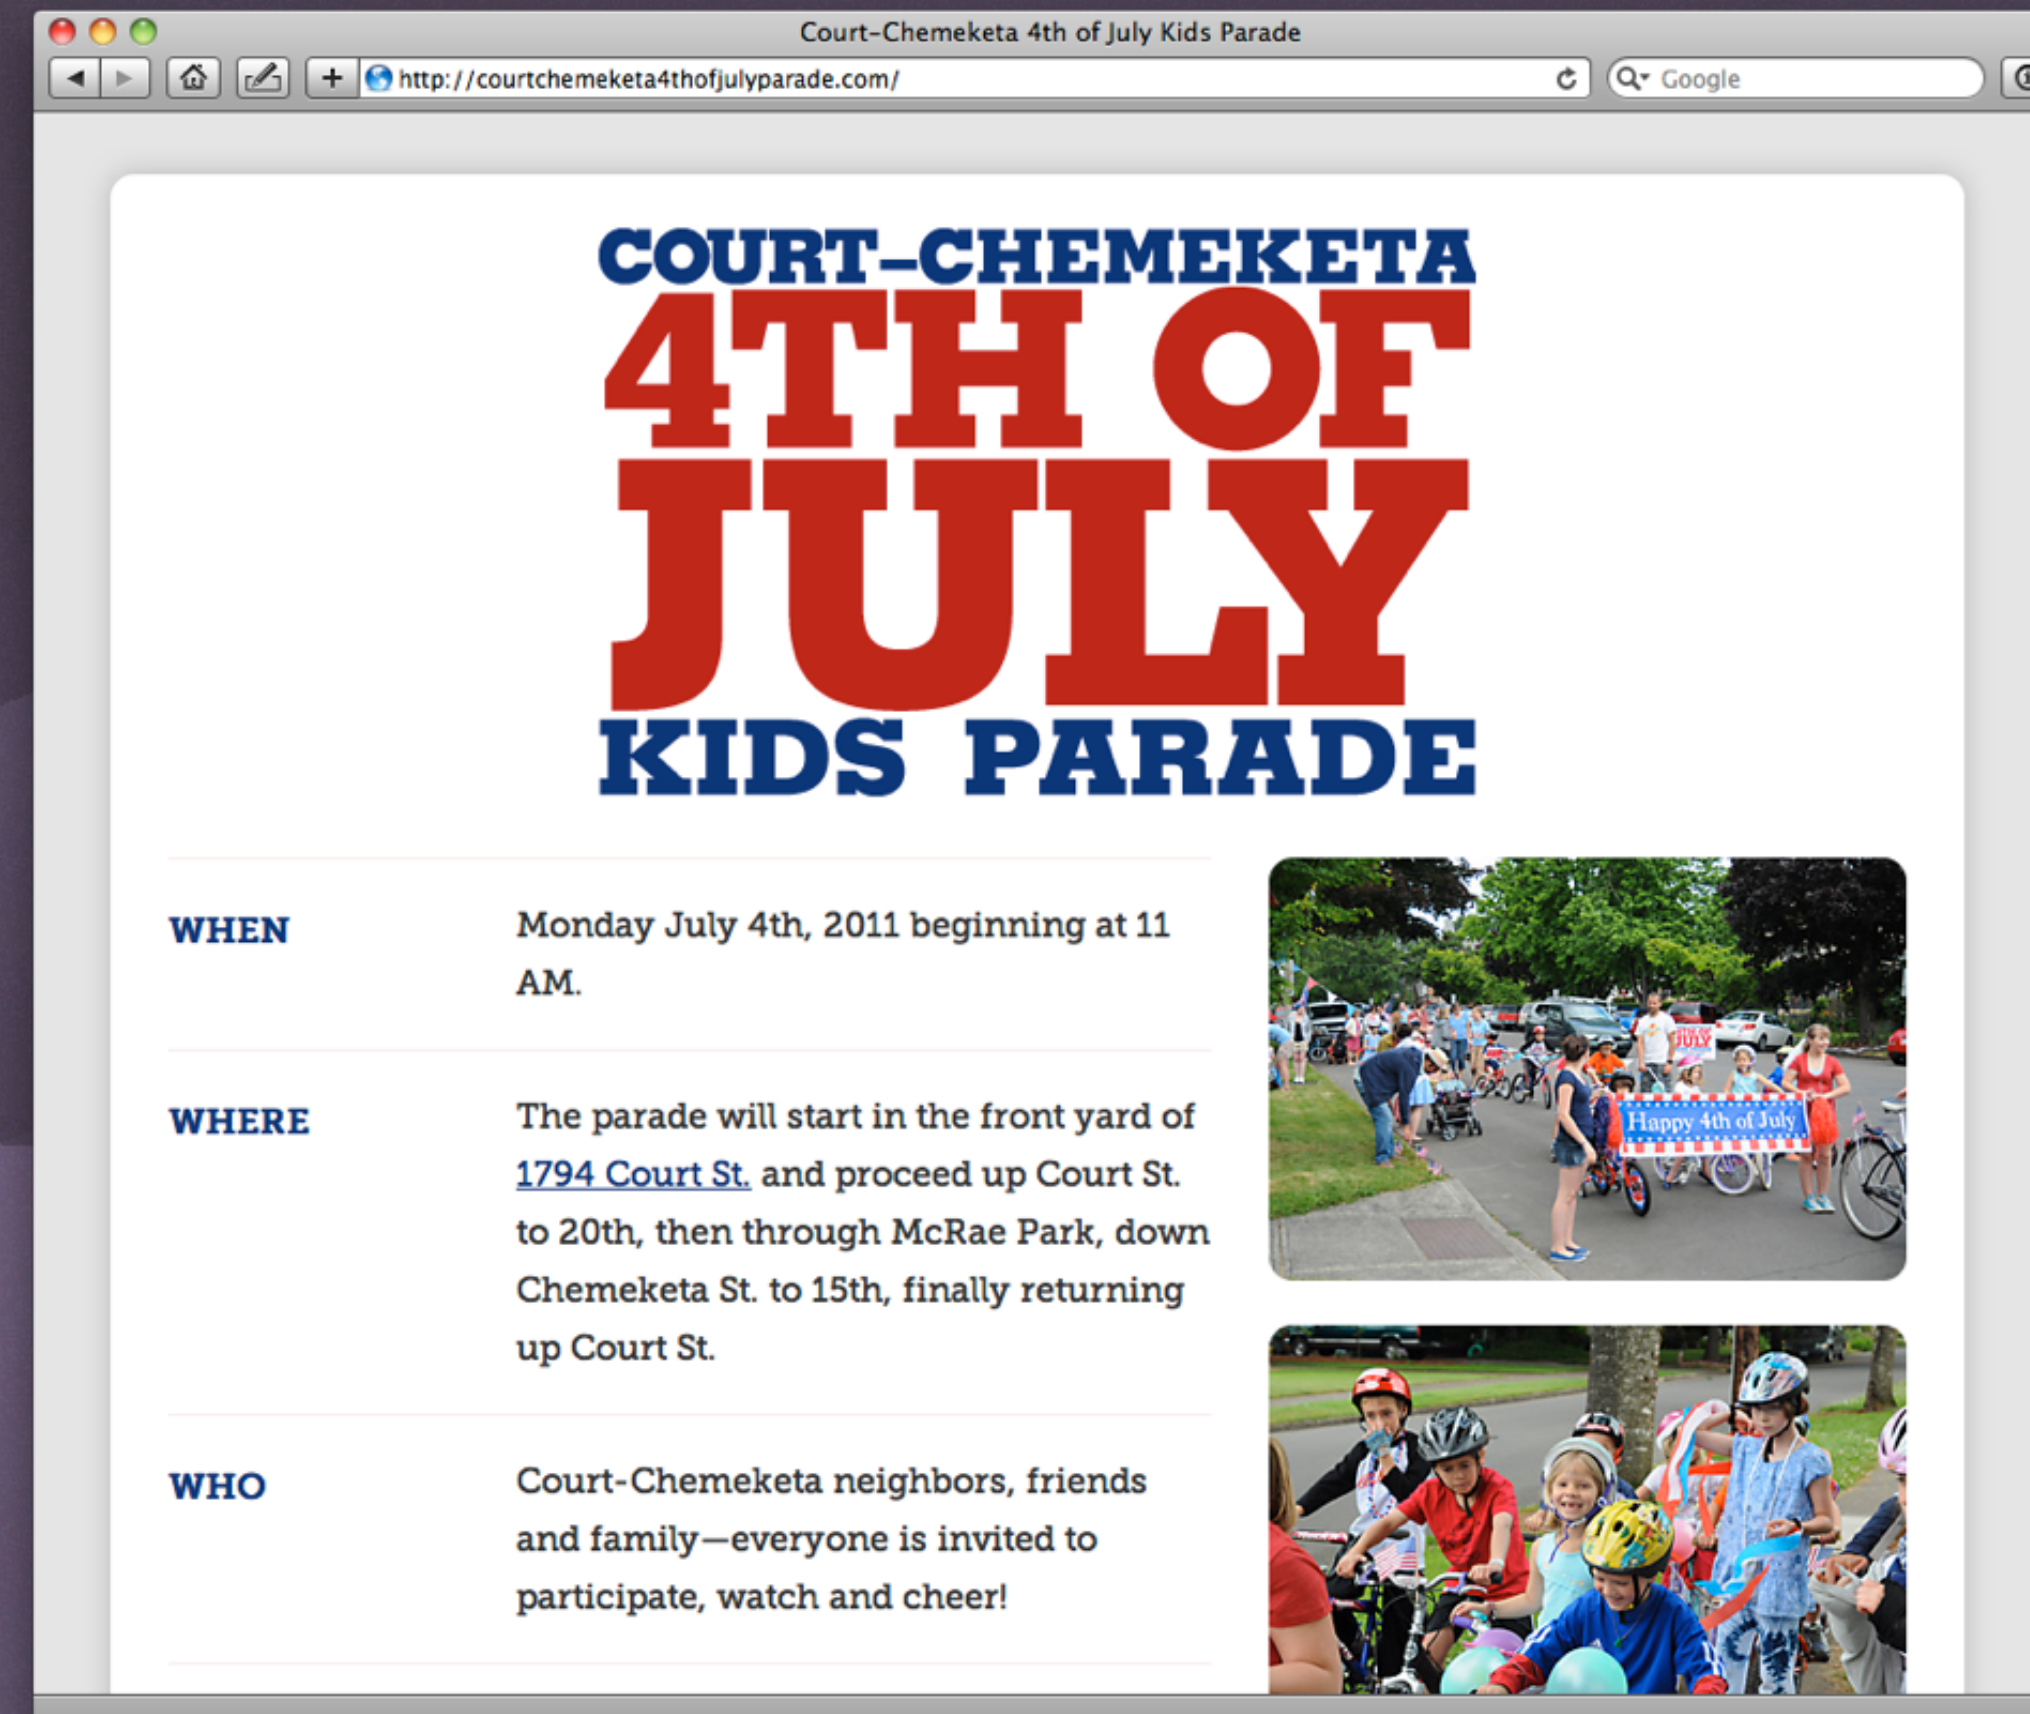 Court-Chemeketa 4th of July Kids Parade
http://courtchemeketa4thofjulyparade.com/
Google
COURT-CHEMEKETA
4TH OF
JULY
KIDS PARADE
WHEN
Monday July 4th, 2011 beginning at 11
AM.
WHERE
The parade will start in the front yard of
1794 Court St. and proceed up Court St.
to 20th, then through McRae Park, down
Chemeketa St. to 15th, finally returning
up Court St.
WHO
Court-Chemeketa neighbors, friends
and family—everyone is invited to
participate, watch and cheer!
4TH OF
JULY
Happy 4th of July